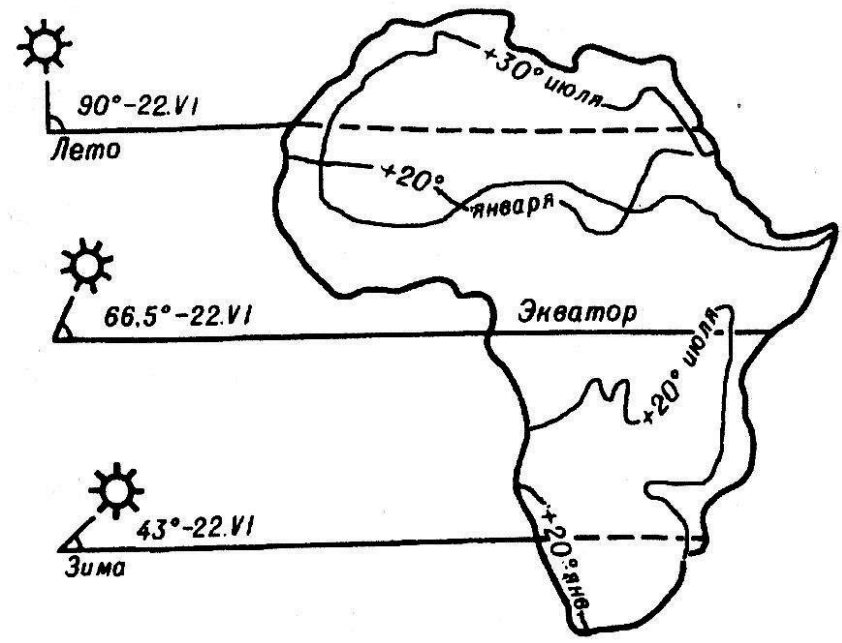 +30° июля
90°-22.VI
Лето
+20°
января
66,5°-22.VI
Экватор
+20° июля
43°-22.VI
Зима
+20° янв.